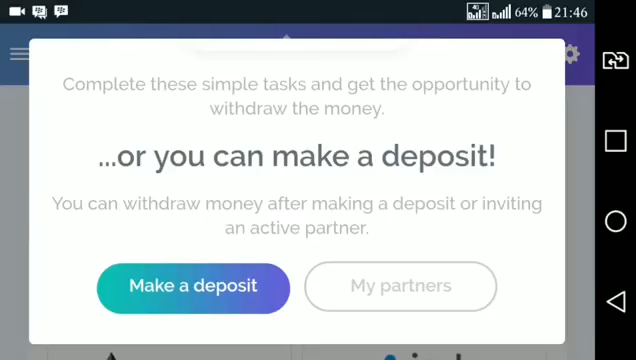 64% 21:46
Complete these simple tasks and get the opportunity to
withdraw the money.
...or you can make a deposit!
You can withdraw money after making a deposit or inviting
an active partner.
Make a deposit
My partners